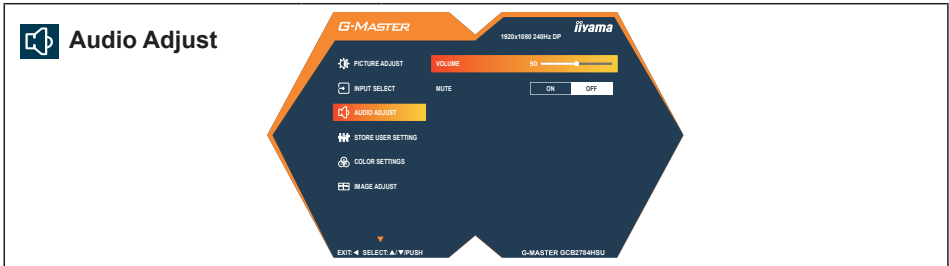 Audio Adjust
G-MASTER
iiyama
1920x1080 240Hz DP
PICTURE ADJUST
VOLUME 50
INPUT SELECT
MUTE ON OFF
AUDIO ADJUST
STORE USER SETTING
COLOR SETTINGS
IMAGE ADJUST
EXIT:◄ SELECT:▲/▼/PUSH
G-MASTER GCB2784HSU